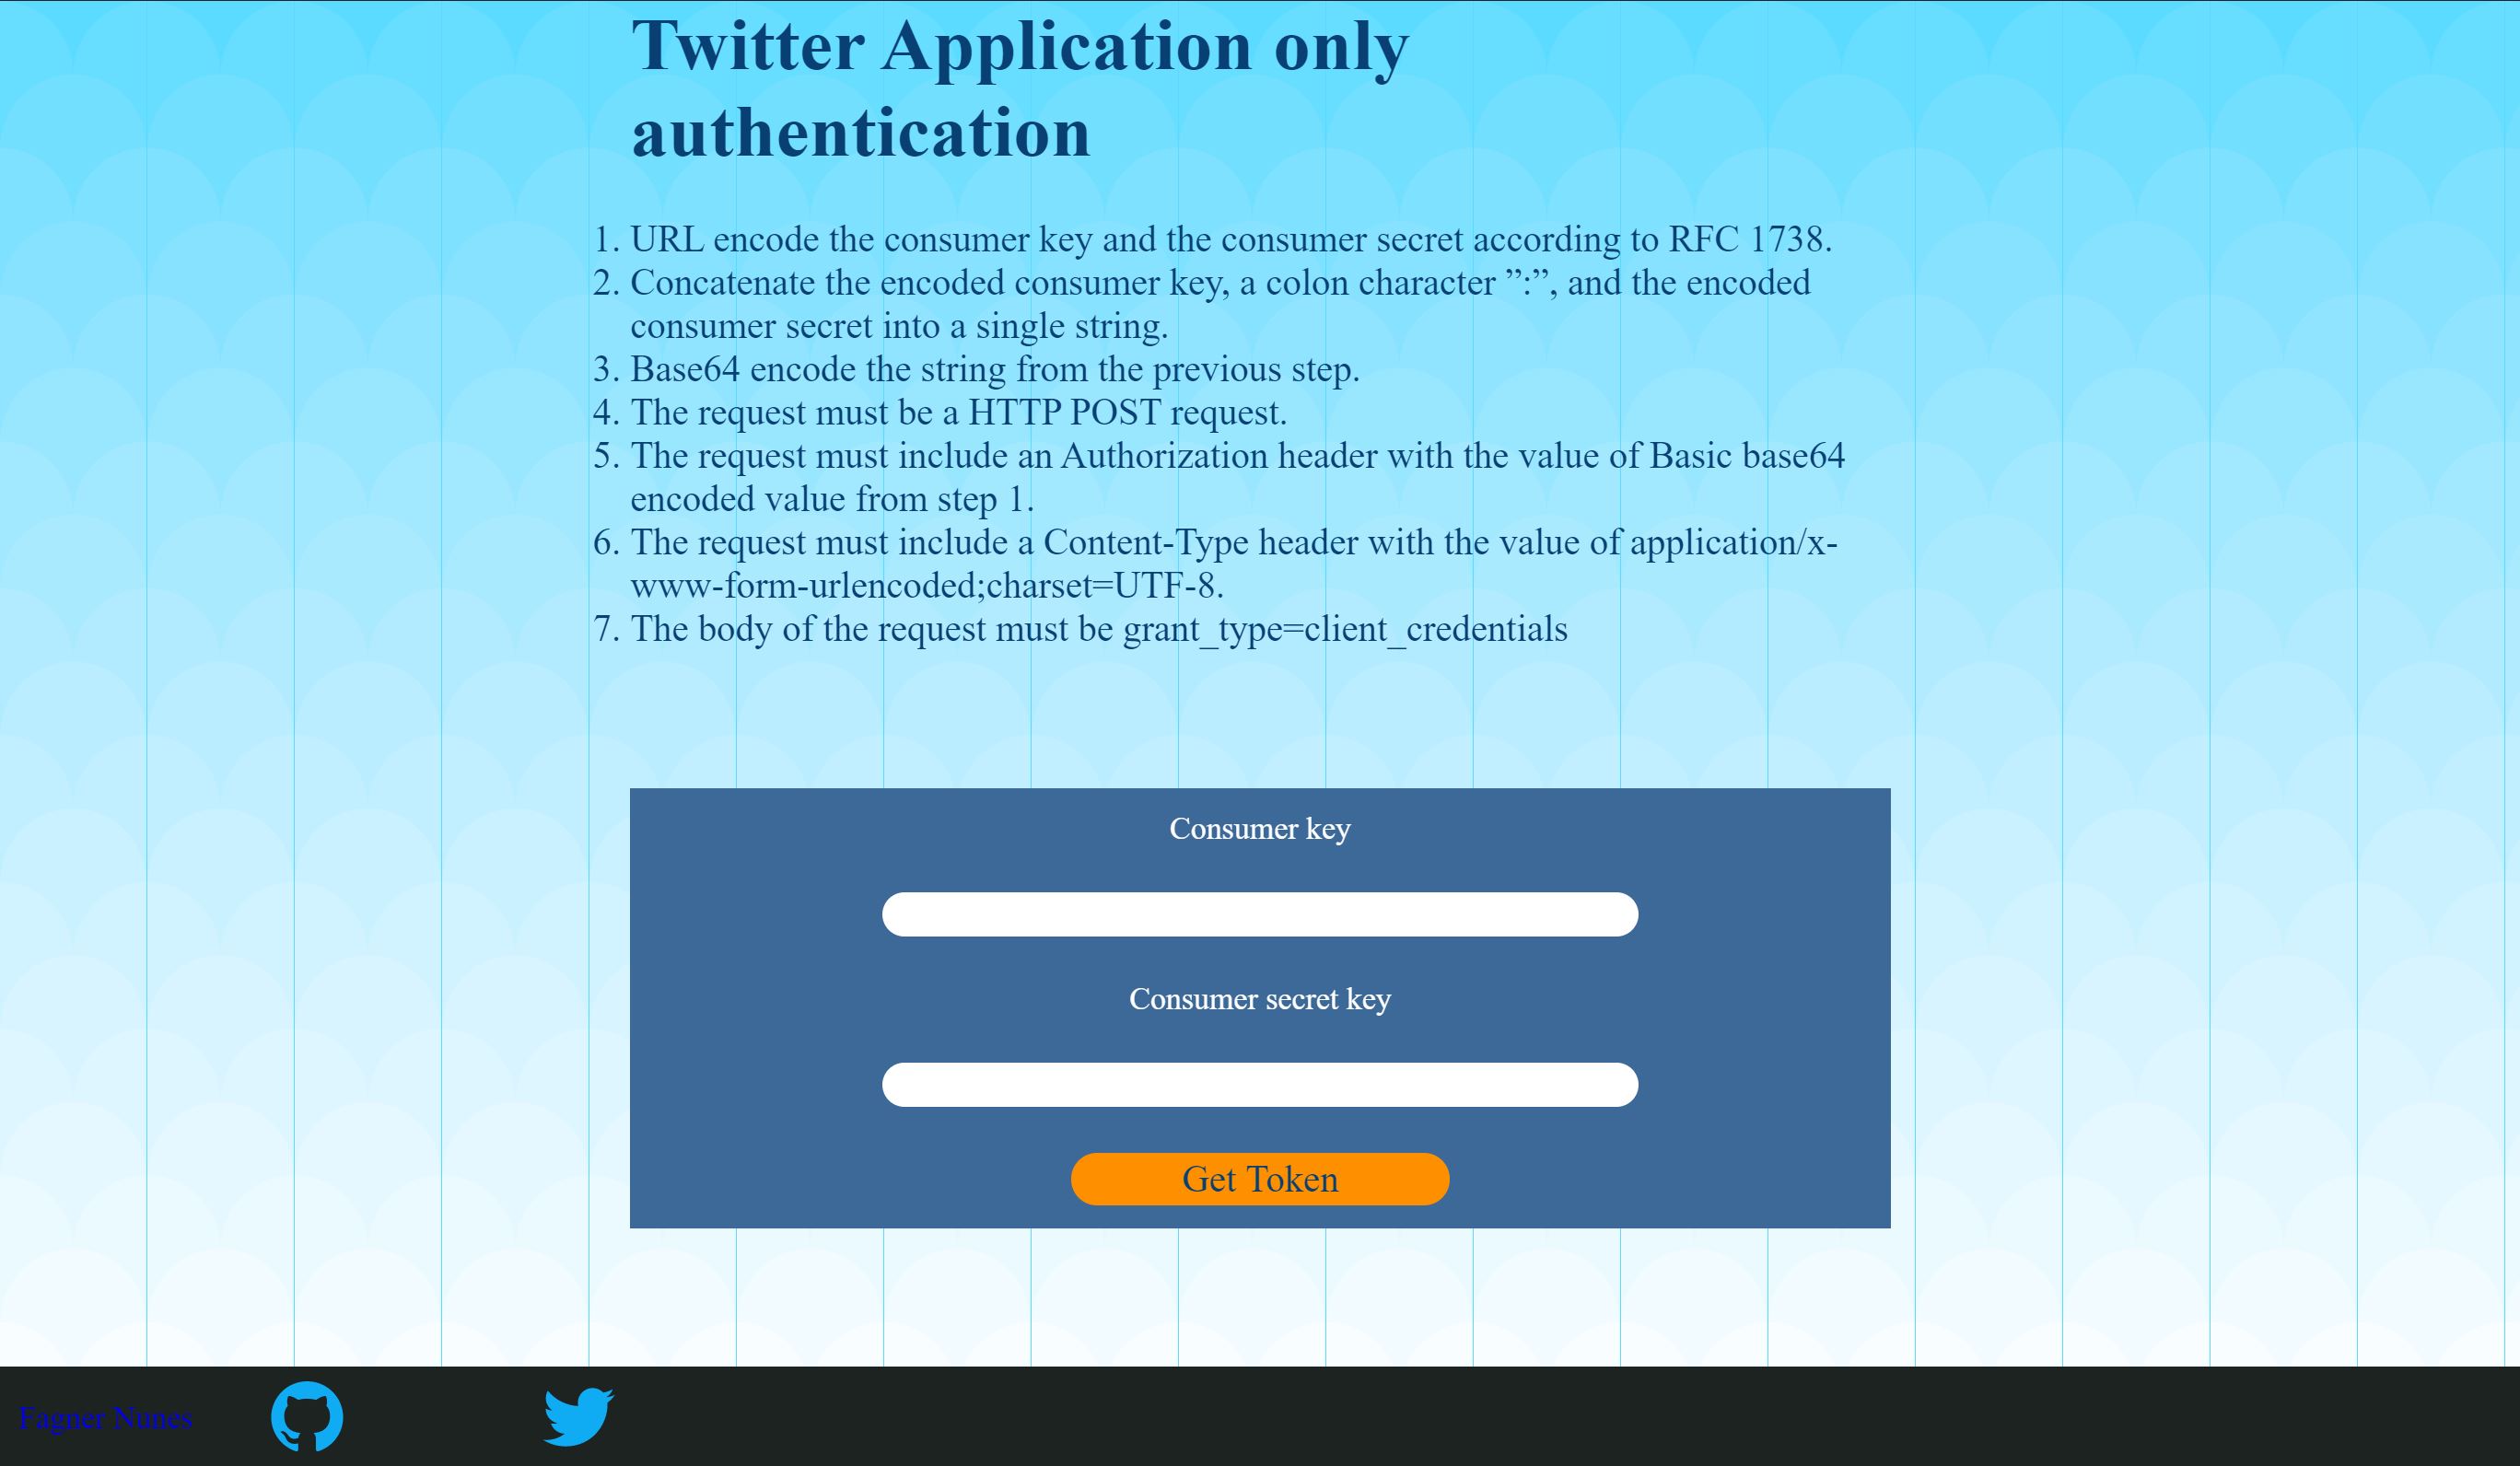 Twitter Application only
authentication
1. URL encode the consumer key and the consumer secret according to RFC 1738.
2. Concatenate the encoded consumer key, a colon character ”:”, and the encoded
consumer secret into a single string.
3. Base64 encode the string from the previous step.
4. The request must be a HTTP POST request.
5. The request must include an Authorization header with the value of Basic base64
encoded value from step 1.
6. The request must include a Content-Type header with the value of application/x-
www-form-urlencoded;charset=UTF-8.
7. The body of the request must be grant_type=client_credentials
Consumer key
Consumer secret key
Get Token
Fagner Nunes